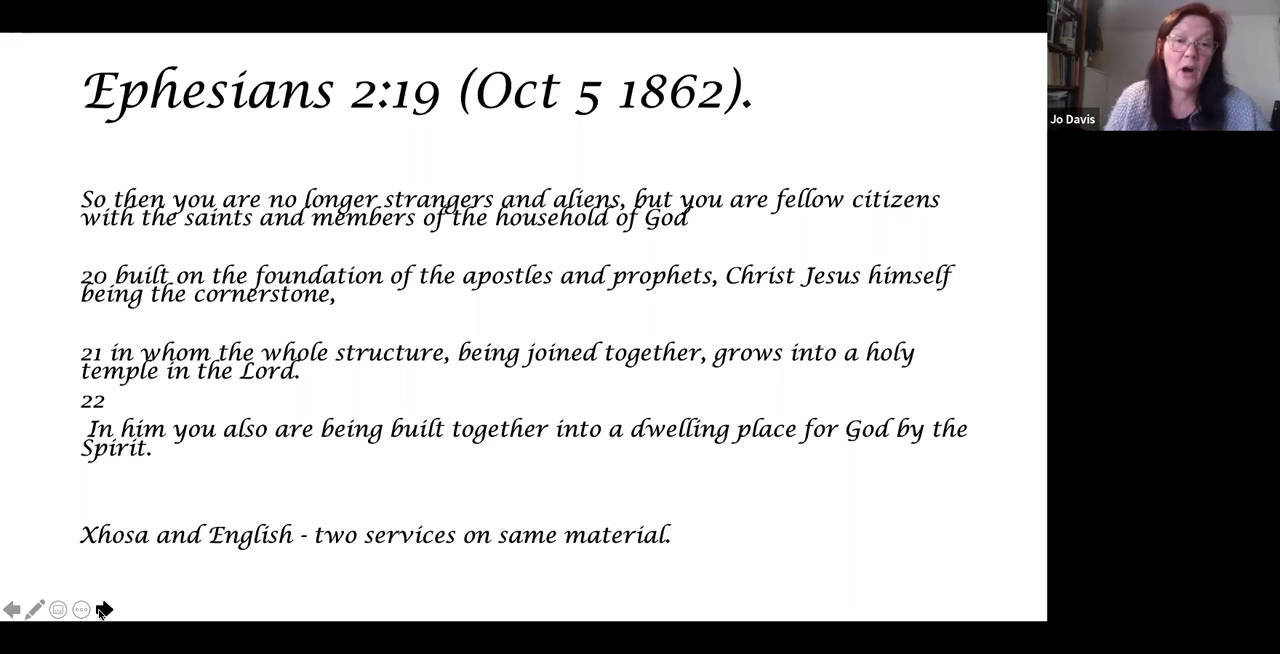 Ephesians 2:19 (Oct 5 1862).
So then you are no longer strangers and aliens, but you are fellow citizens
with the saints and members of the household of God
20 built on the foundation of the apostles and prophets, Christ Jesus himself
being the cornerstone,
21 in whom the whole structure, being joined together, grows into a holy
temple in the Lord.
22
In him you also are being built together into a dwelling place for God by the
Spirit.
Xhosa and English - two services on same material.
Jo Davis